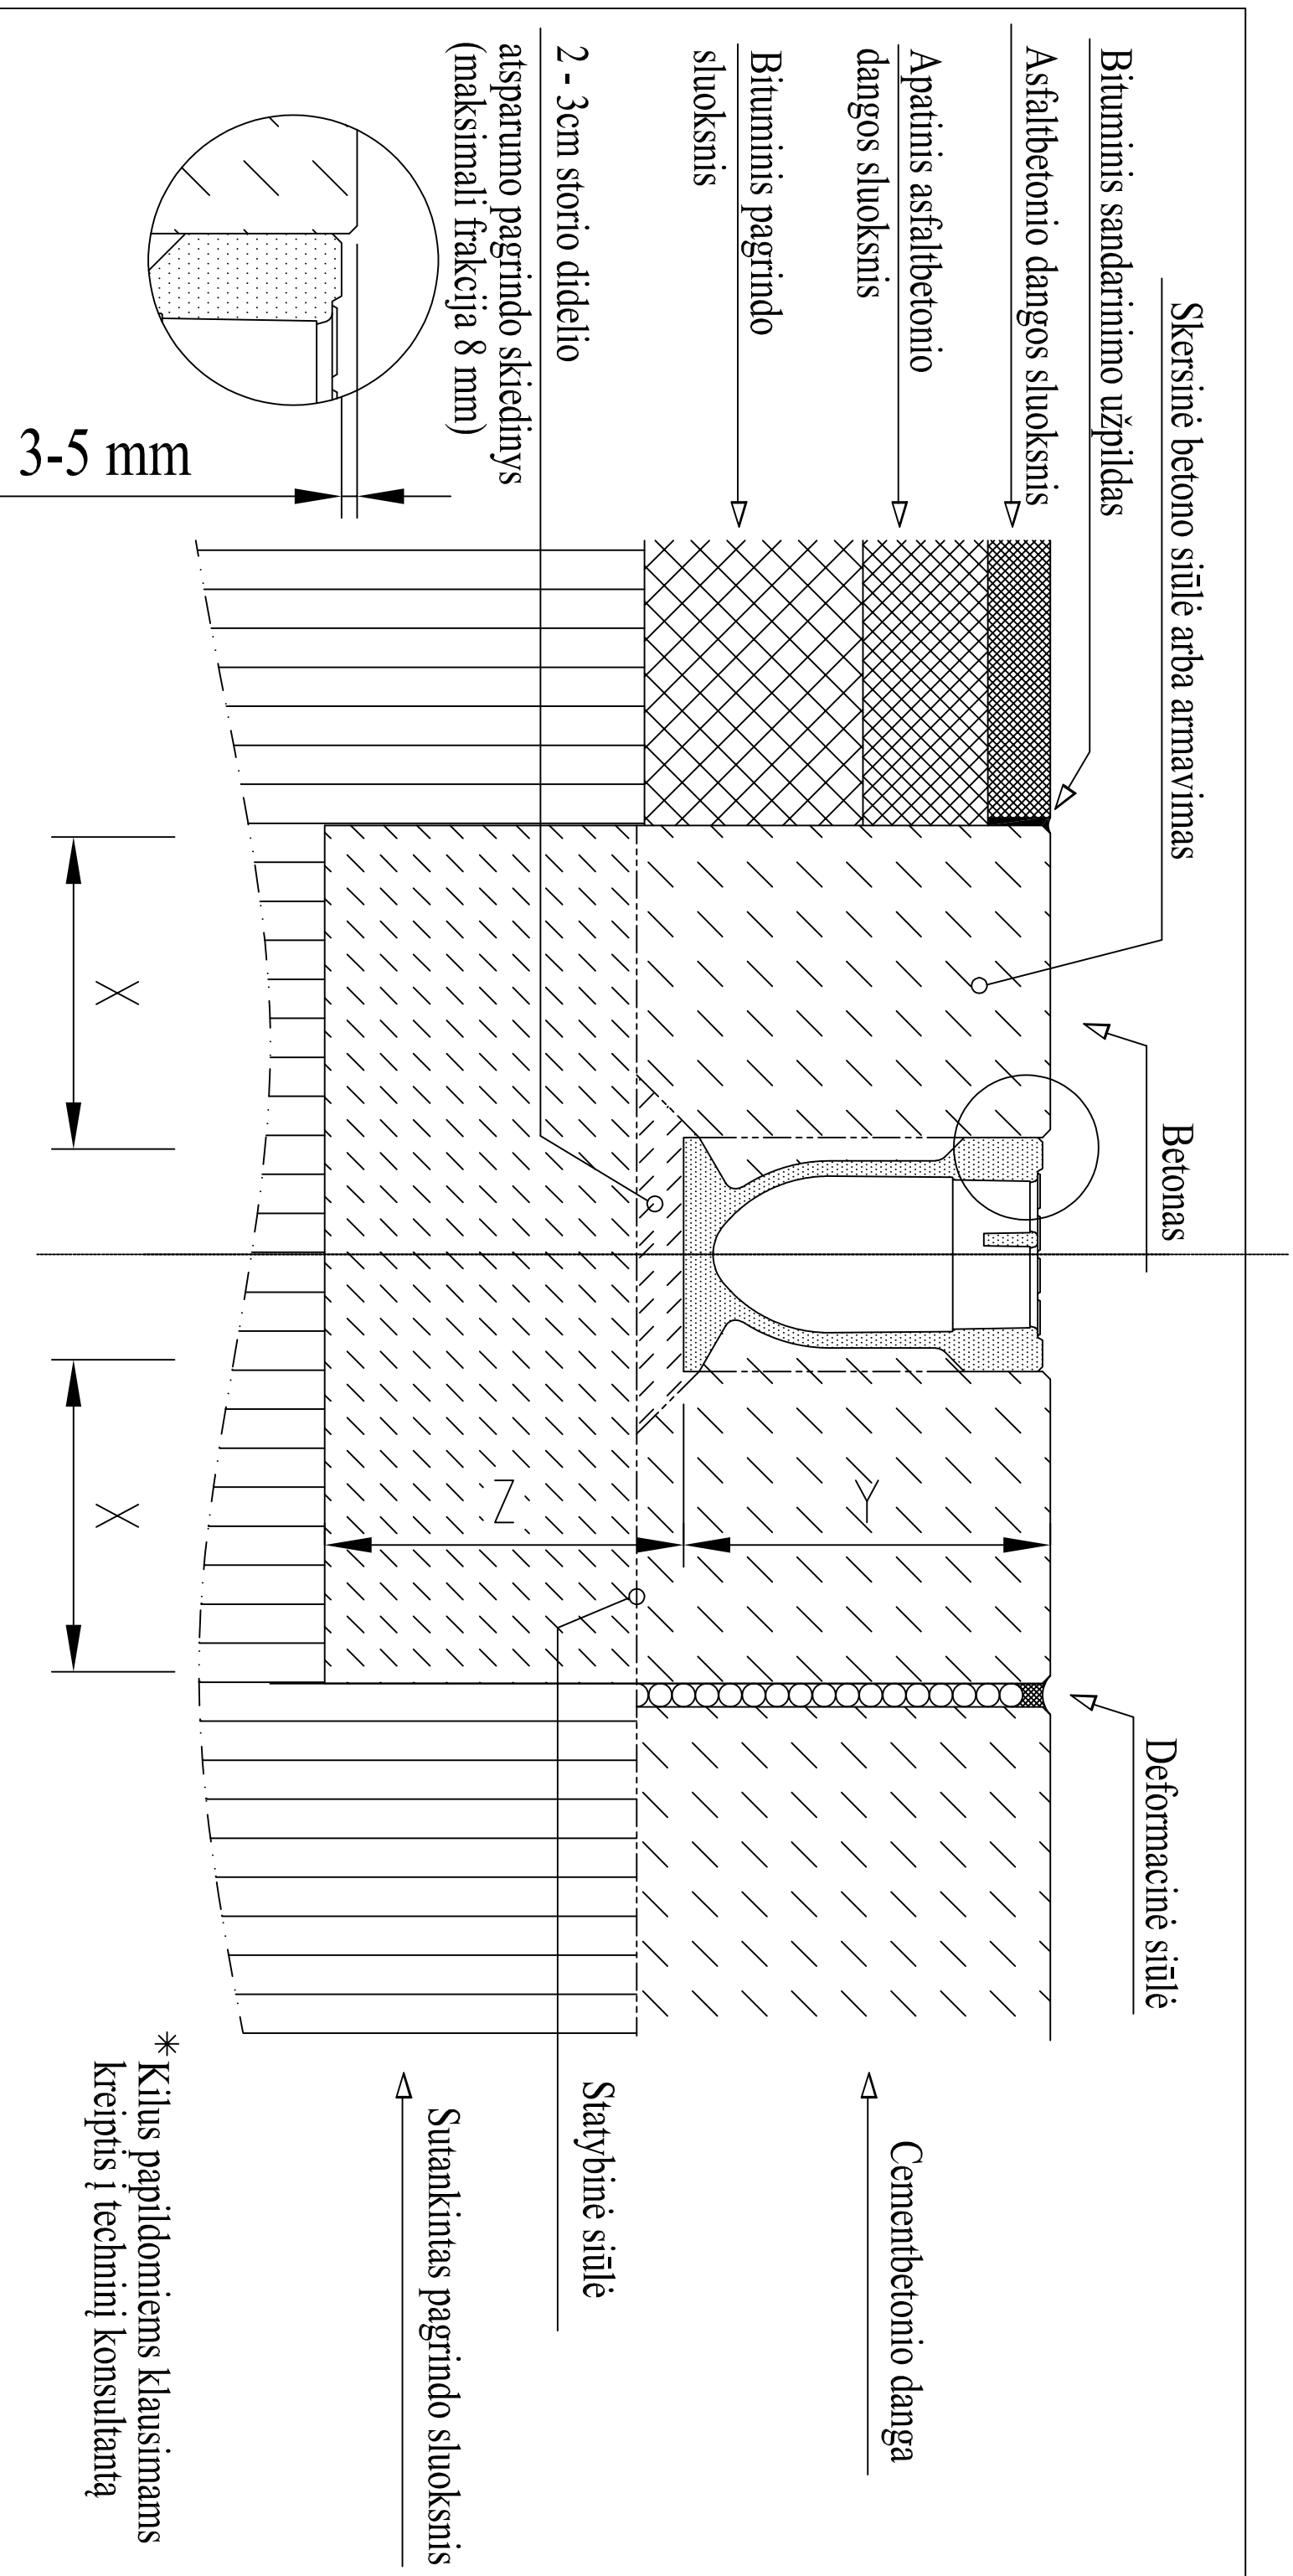 Skersinė betono siūlė arba armavimas
Betonas
Deformacinė siūlė
Bituminis sandarinimo užpildas
Asfaltbetonio dangos sluoksnis
Apatinis asfaltbetonio
dangos sluoksnis
Cementbetonio danga
Bituminis pagrindo
sluoksnis
2 - 3cm storio didelio
atsparumo pagrindo skiedinys
(maksimali frakcija 8 mm)
Statybinė siūlė
Sutankintas pagrindo sluoksnis
Y
Z
X
X
3-5 mm
*Kilus papildomiems klausimams
kreiptis į techninį konsultantą